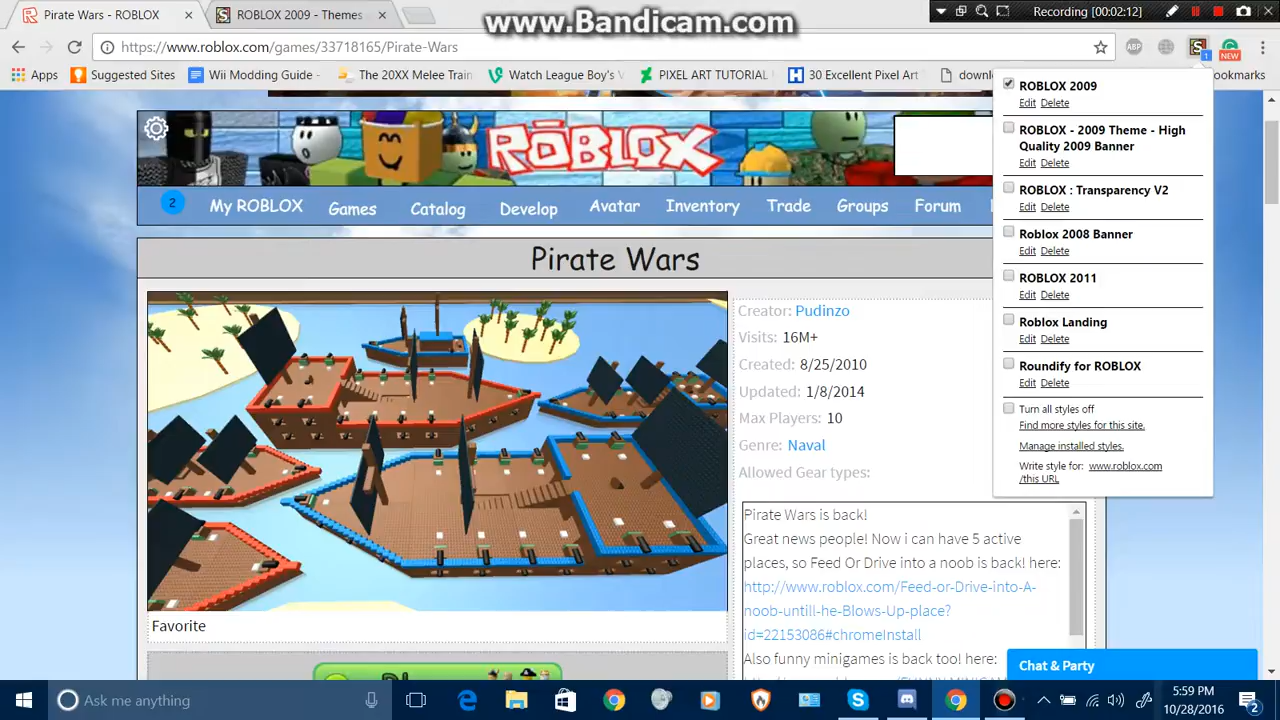 Pirate Wars - ROBLOX
ROBLOX 2009 - Themes
www.Bandicam.com
Recording [00:02:12]
https://www.roblox.com/games/33718165/Pirate-Wars
ABP
S
1
NEW
Apps
Suggested Sites
Wii Modding Guide -
The 20XX Melee Train
Watch League Boy's V
PIXEL ART TUTORIAL
30 Excellent Pixel Art
downl
ookmarks
ROBLOX
2
My ROBLOX
Games
Catalog
Develop
Avatar
Inventory
Trade
Groups
Forum
Pirate Wars
Creator: Pudinzo
Visits: 16M+
Created: 8/25/2010
Updated: 1/8/2014
Max Players: 10
Genre: Naval
Allowed Gear types:
Pirate Wars is back!
Great news people! Now i can have 5 active
places, so Feed Or Drive into a noob is back! here:
http://www.roblox.com/Feed-or-Drive-into-A-
noob-untill-he-Blows-Up-place?
id=22153086#chromeInstall
Also funny minigames is back too! here:
Favorite
ROBLOX 2009
Edit Delete
ROBLOX - 2009 Theme - High
Quality 2009 Banner
Edit Delete
ROBLOX : Transparency V2
Edit Delete
Roblox 2008 Banner
Edit Delete
ROBLOX 2011
Edit Delete
Roblox Landing
Edit Delete
Roundify for ROBLOX
Edit Delete
Turn all styles off
Find more styles for this site.
Manage installed styles.
Write style for: www.roblox.com
/this URL
Chat & Party
Ask me anything
5:59 PM
10/28/2016
2